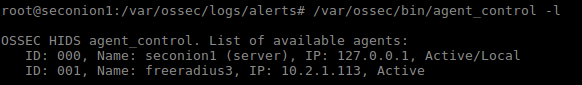 root@seconion1:/var/ossec/logs/alerts# /var/ossec/bin/agent_control -l
OSSEC HIDS agent_control. List of available agents:
ID: 000, Name: seconion1 (server), IP: 127.0.0.1, Active/Local
ID: 001, Name: freeradius3, IP: 10.2.1.113, Active